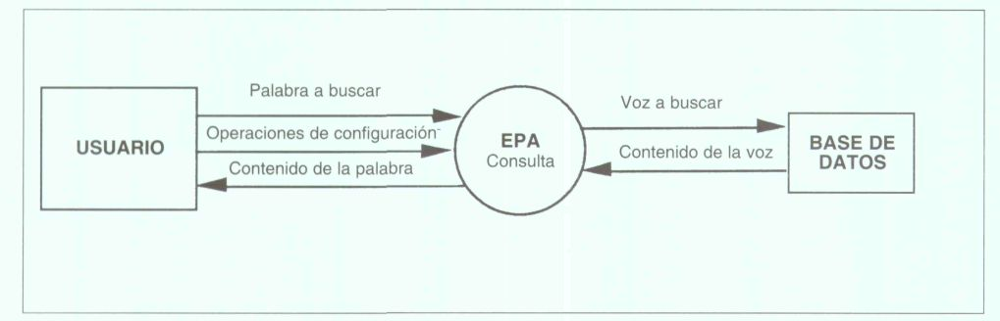 Palabra a buscar
Operaciones de configuración
Contenido de la palabra
USUARIO
EPA
Consulta
Voz a buscar
Contenido de la voz
BASE DE
DATOS